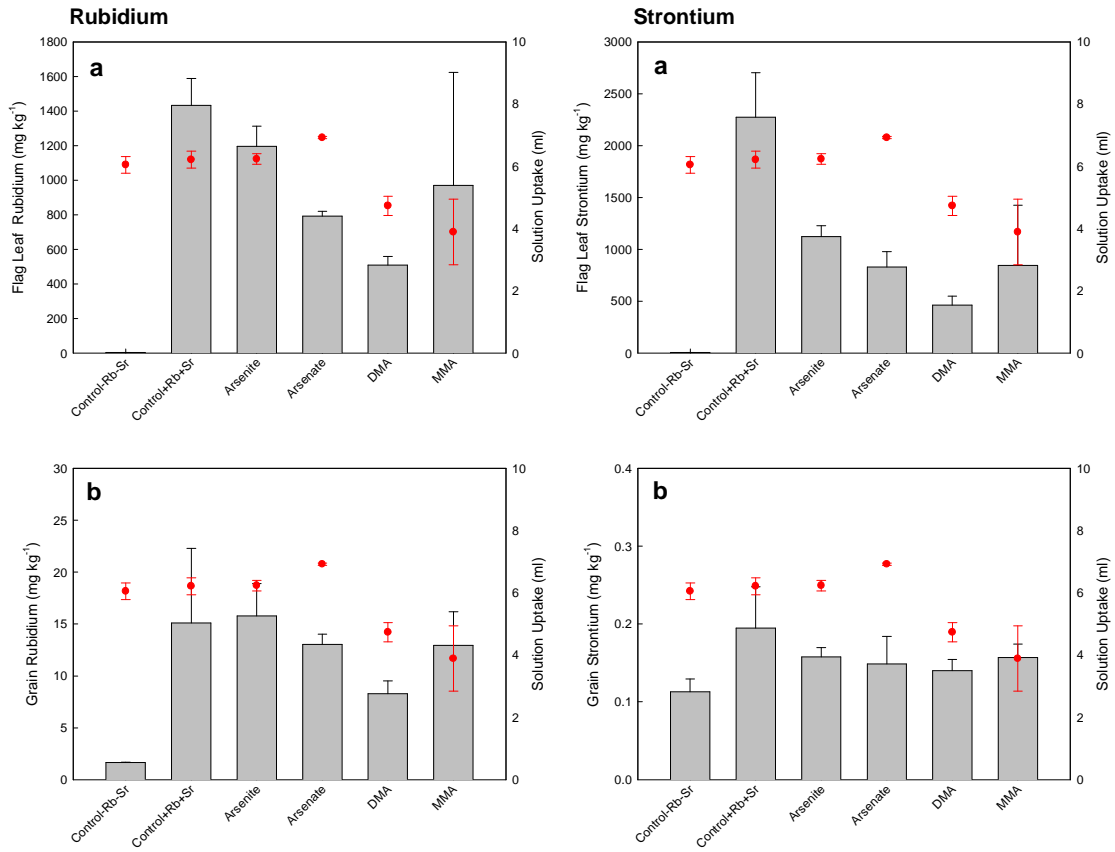 Rubidium
a
Flag Leaf Rubidium (mg kg⁻¹)
1800
1600
1400
1200
1000
800
600
400
200
0
10
8
6
4
2
0
Solution Uptake (ml)
Control-Rb-Sr
Control+Rb+Sr
Arsenite
Arsenate
DMA
MMA
Strontium
a
Flag Leaf Strontium (mg kg⁻¹)
3000
2500
2000
1500
1000
500
0
10
8
6
4
2
0
Solution Uptake (ml)
Control-Rb-Sr
Control+Rb+Sr
Arsenite
Arsenate
DMA
MMA
b
Grain Rubidium (mg kg⁻¹)
30
25
20
15
10
5
0
10
8
6
4
2
0
Solution Uptake (ml)
Control-Rb-Sr
Control+Rb+Sr
Arsenite
Arsenate
DMA
MMA
b
Grain Strontium (mg kg⁻¹)
0.4
0.3
0.2
0.1
0.0
10
8
6
4
2
0
Solution Uptake (ml)
Control-Rb-Sr
Control+Rb+Sr
Arsenite
Arsenate
DMA
MMA